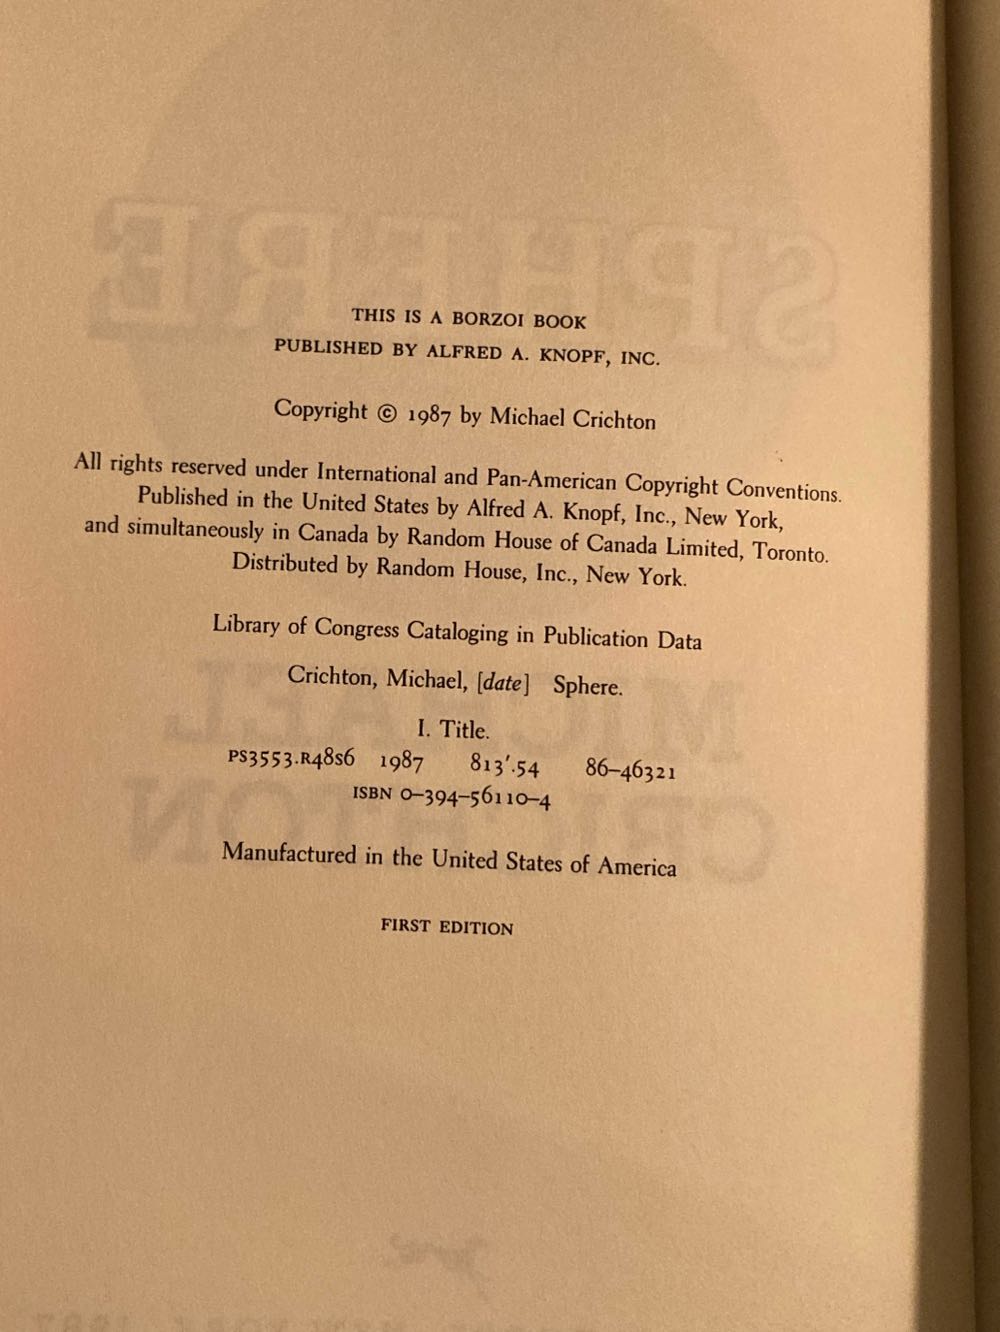 THIS IS A BORZOI BOOK
PUBLISHED BY ALFRED A. KNOPF, INC.
Copyright © 1987 by Michael Crichton
All rights reserved under International and Pan-American Copyright Conventions.
Published in the United States by Alfred A. Knopf, Inc., New York,
and simultaneously in Canada by Random House of Canada Limited, Toronto.
Distributed by Random House, Inc., New York.
Library of Congress Cataloging in Publication Data
Crichton, Michael, [date] Sphere.
I. Title.
PS3553.R48S6 1987 813'.54 86–46321
ISBN 0–394–56110–4
Manufactured in the United States of America
FIRST EDITION